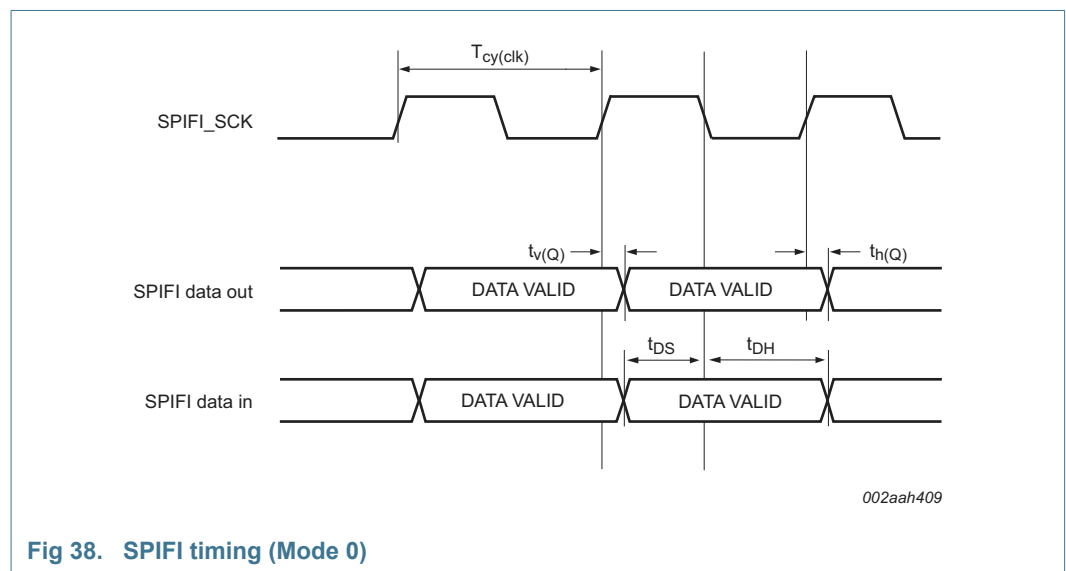 Tcy(clk)
SPIFI_SCK
tv(Q)
th(Q)
SPIFI data out
DATA VALID
DATA VALID
tDS
tDH
SPIFI data in
DATA VALID
DATA VALID
002aah409
Fig 38. SPIFI timing (Mode 0)